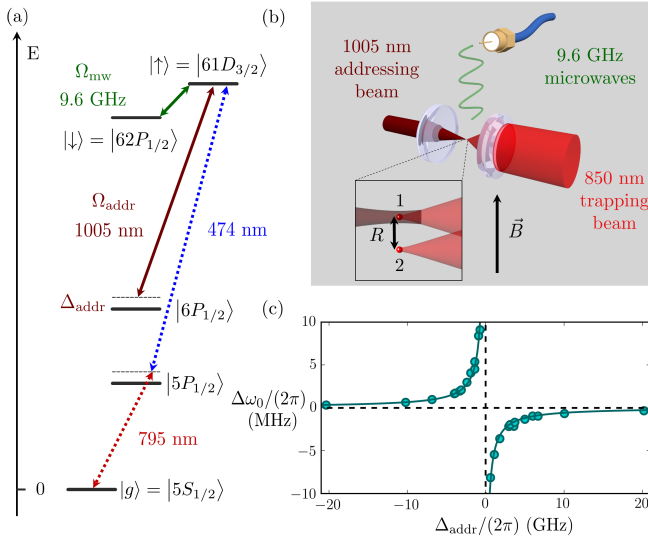 (a)
E
Ω_mw
9.6 GHz
|↑⟩ = |61D_{3/2}⟩
|↓⟩ = |62P_{1/2}⟩
Ω_addr
1005 nm
474 nm
Δ_addr
|6P_{1/2}⟩
|5P_{1/2}⟩
795 nm
0
|g⟩ = |5S_{1/2}⟩
(b)
1005 nm
addressing
beam
9.6 GHz
microwaves
850 nm
trapping
beam
1
R
2
B⃗
(c)
Δω_0/(2π)
(MHz)
10
5
0
−5
−10
−20
−10
0
10
20
Δ_addr/(2π) (GHz)